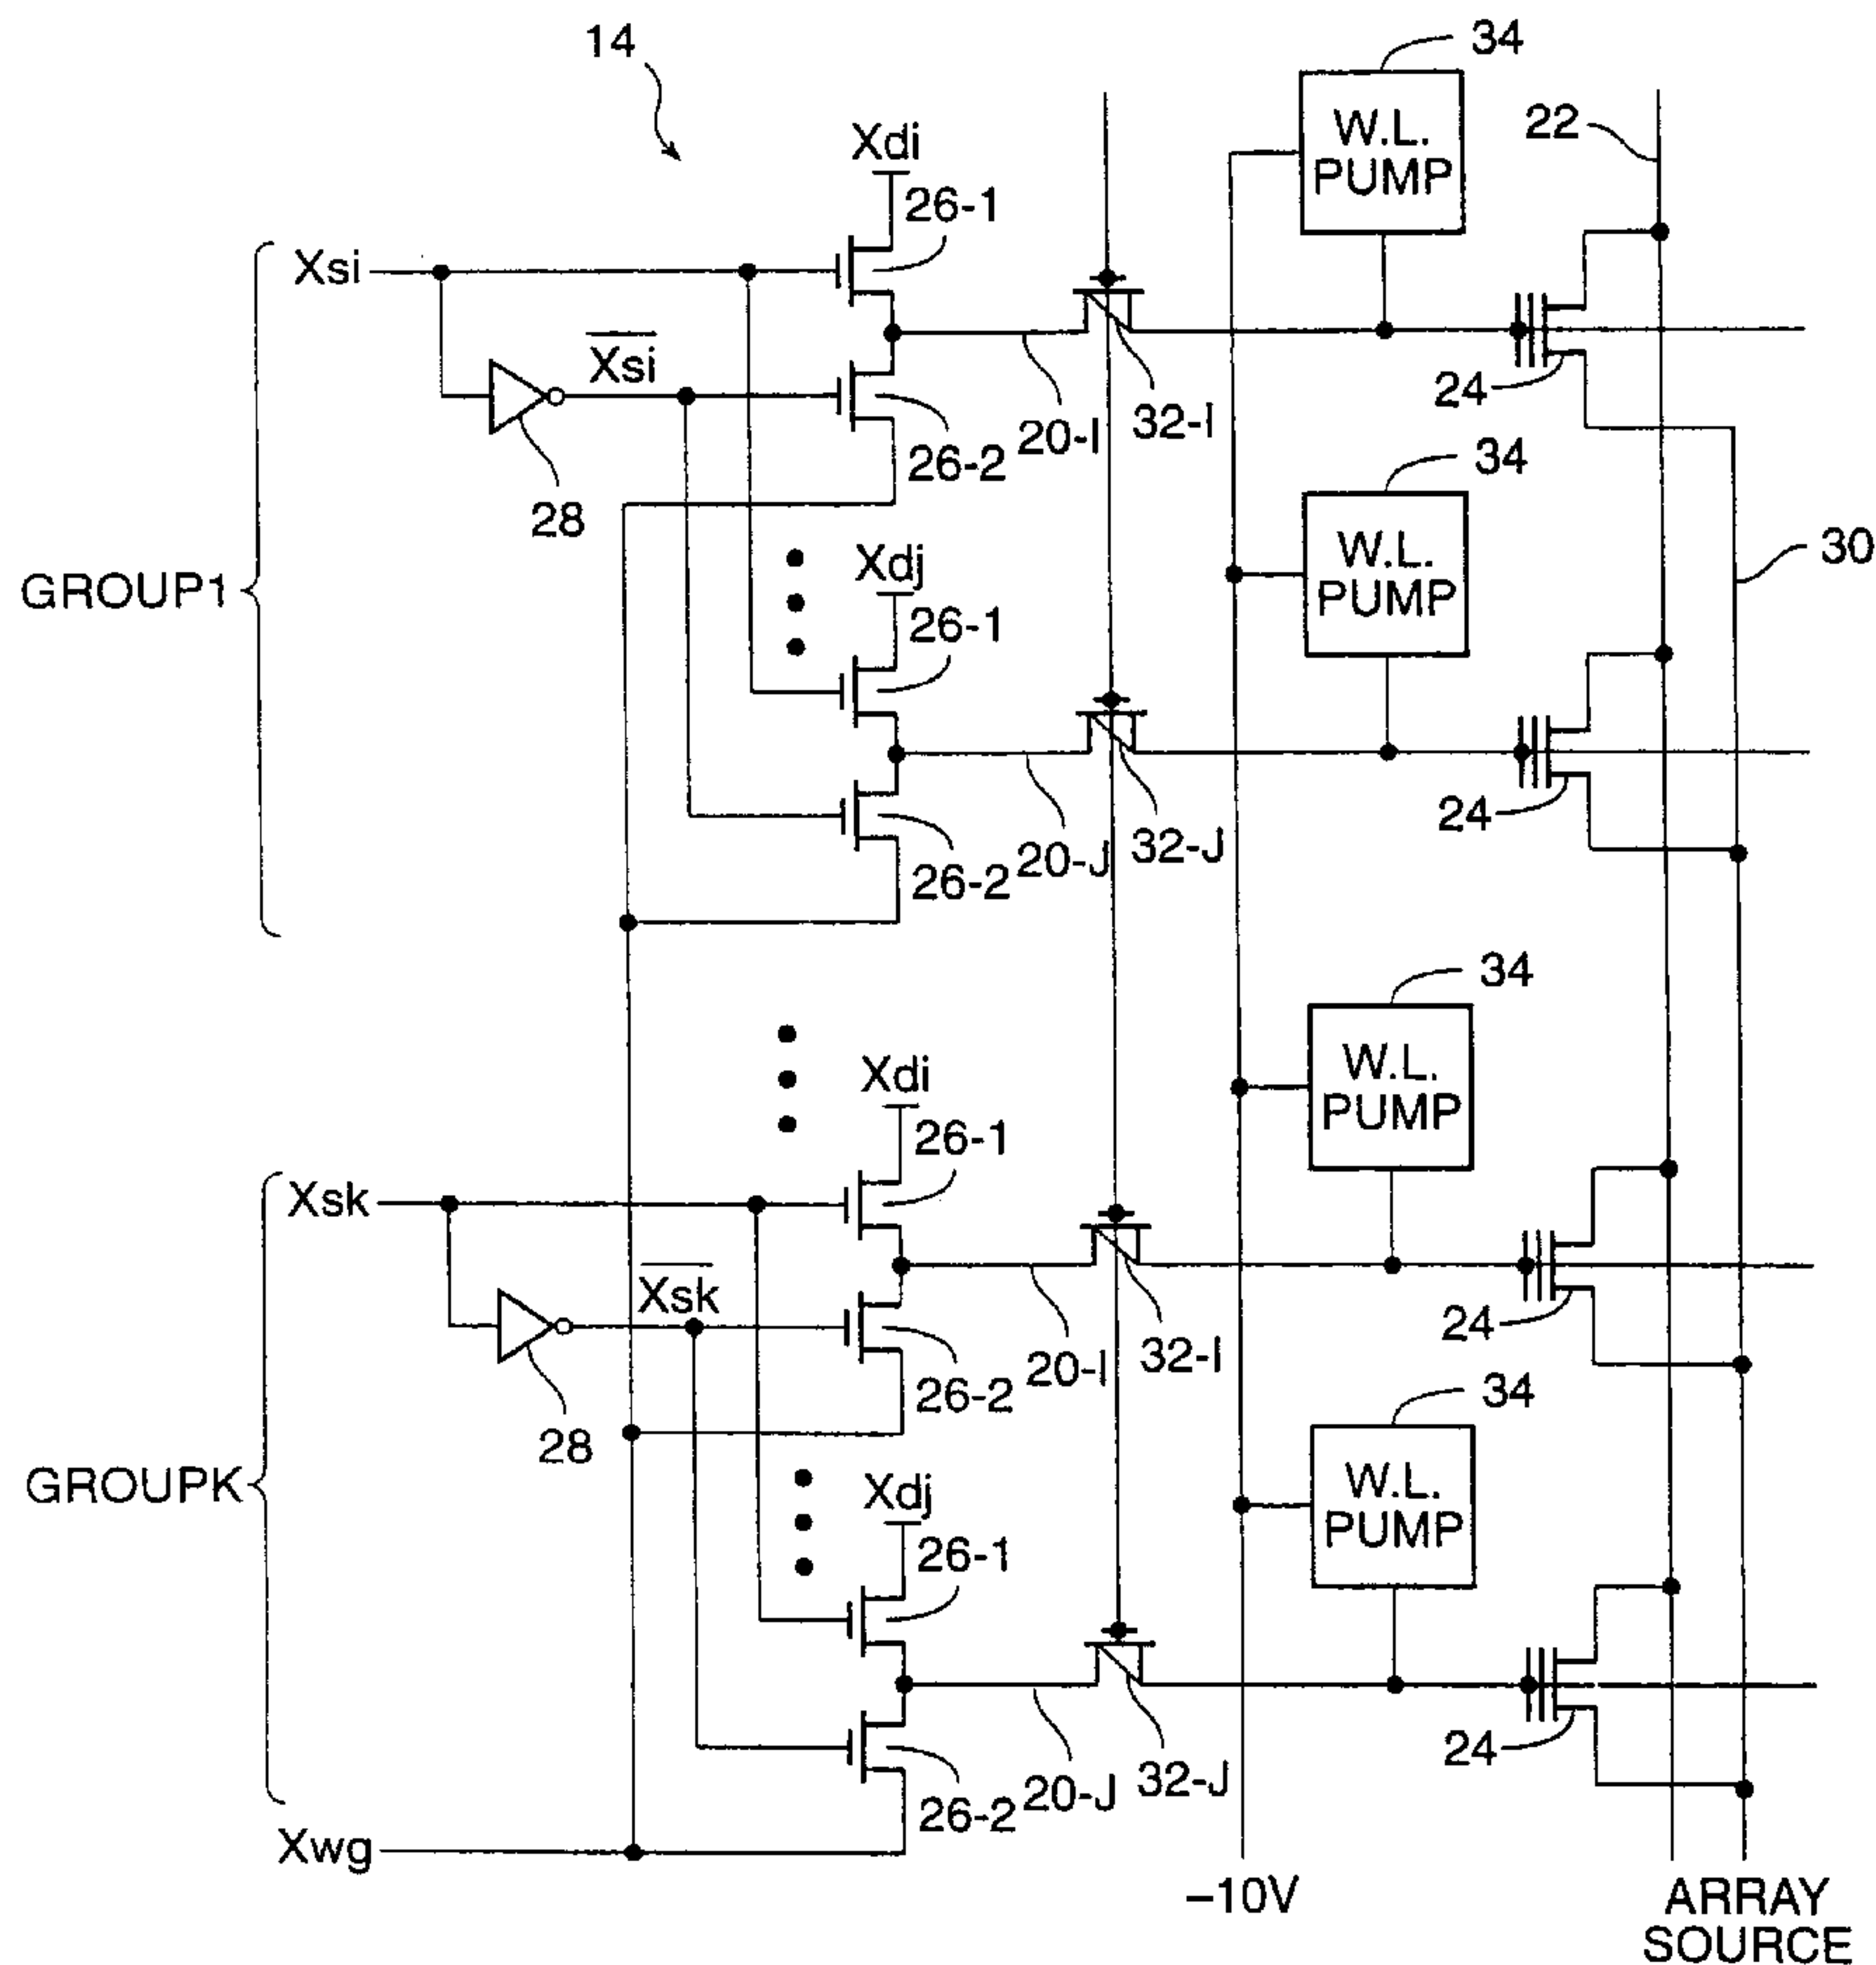 14
34
W.L.
PUMP
22
Xdi
26-1
Xsi
Xsi
24
20-I
32-I
26-2
28
34
W.L.
PUMP
30
GROUP1
Xdj
26-1
24
20-J
32-J
26-2
34
W.L.
PUMP
Xdi
26-1
Xsk
Xsk
24
20-I
32-I
26-2
28
34
W.L.
PUMP
GROUPK
Xdj
26-1
24
20-J
32-J
26-2
Xwg
–10V
ARRAY
SOURCE